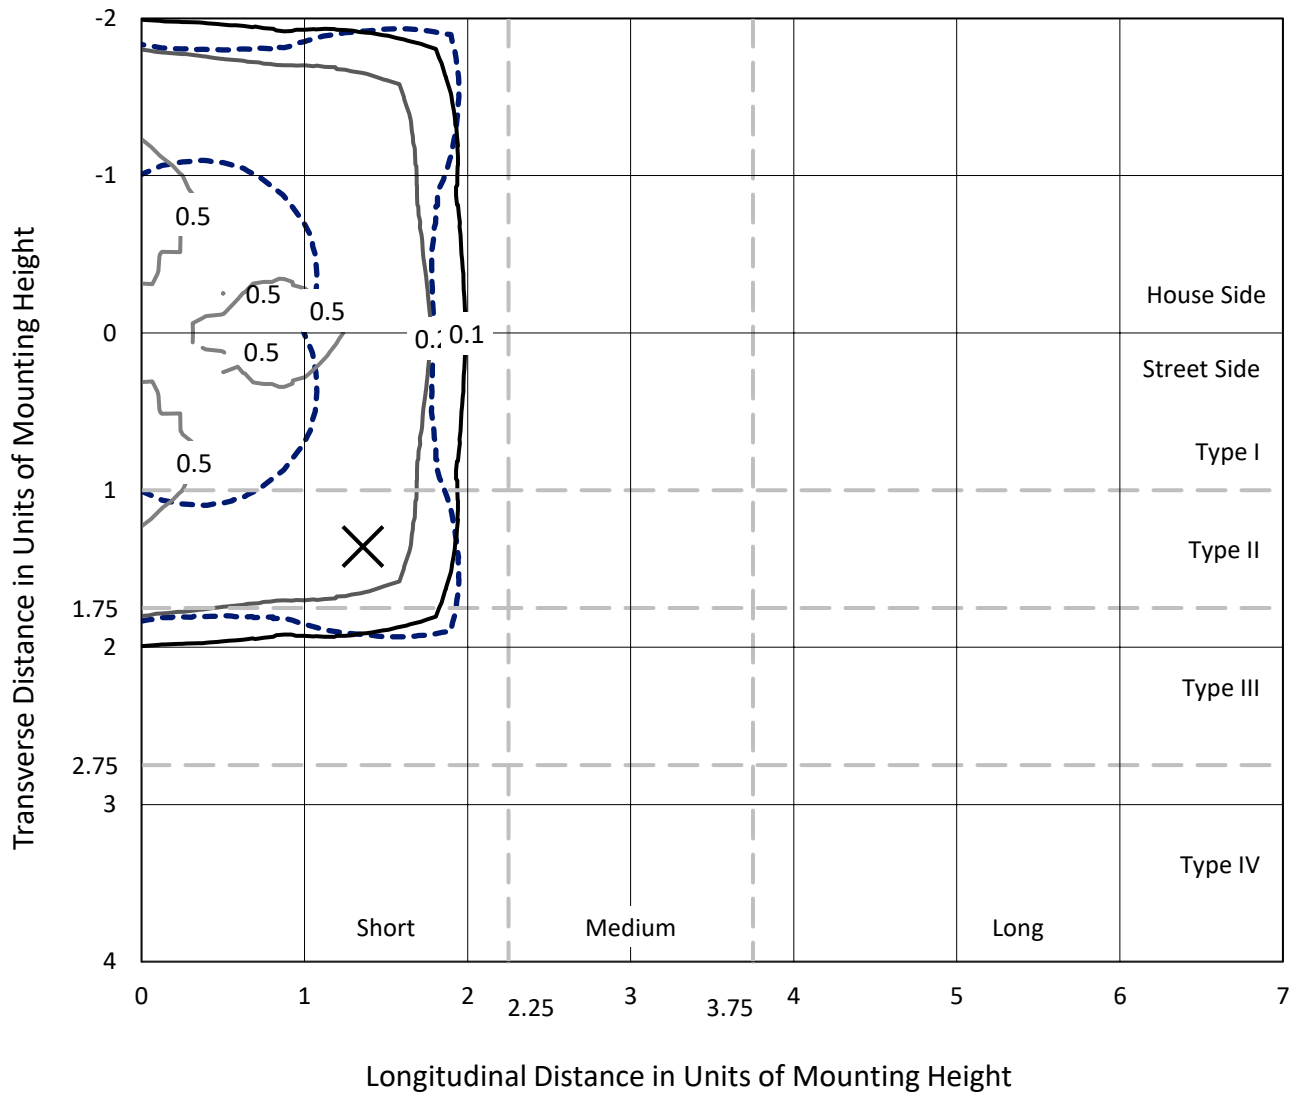 -2
-1
0
1
1.75
2
2.75
3
4
Transverse Distance in Units of Mounting Height
0.5
0.5
0.5
0.5
0.5
0.1
House Side
Street Side
Type I
Type II
Type III
Type IV
Short
Medium
Long
0
1
2
2.25
3
3.75
4
5
6
7
Longitudinal Distance in Units of Mounting Height